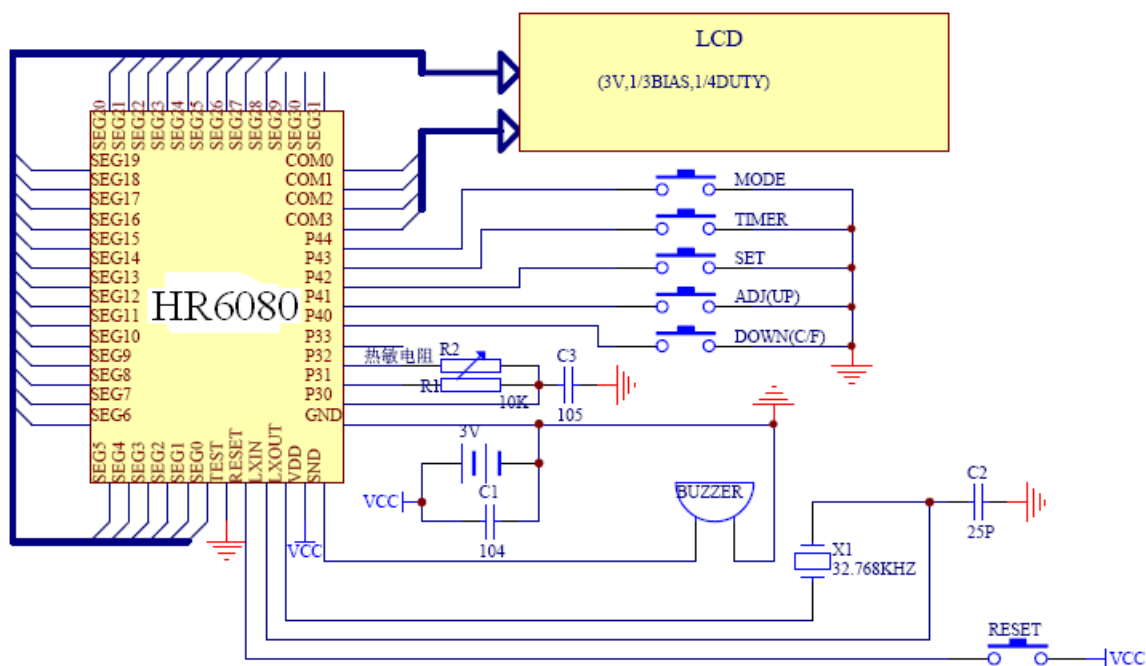 LCD
(3V,1/3BIAS,1/4DUTY)
SEG20
SEG21
SEG22
SEG23
SEG24
SEG25
SEG26
SEG27
SEG28
SEG29
SEG30
SEG31
SEG19
SEG18
SEG17
SEG16
SEG15
SEG14
SEG13
SEG12
SEG11
SEG10
SEG9
SEG8
SEG7
SEG6
HR6080
COM0
COM1
COM2
COM3
P44
P43
P42
P41
P40
P33
P32
P31
P30
GND
SEG5
SEG4
SEG3
SEG2
SEG1
SEG0
TEST
RESET
LXIN
LXOUT
VDD
SND
MODE
TIMER
SET
ADJ(UP)
DOWN(C/F)
热敏电阻
R2
R1
10K
C3
105
3V
VCC
C1
104
BUZZER
VCC
C2
25P
X1
32.768KHZ
RESET
VCC